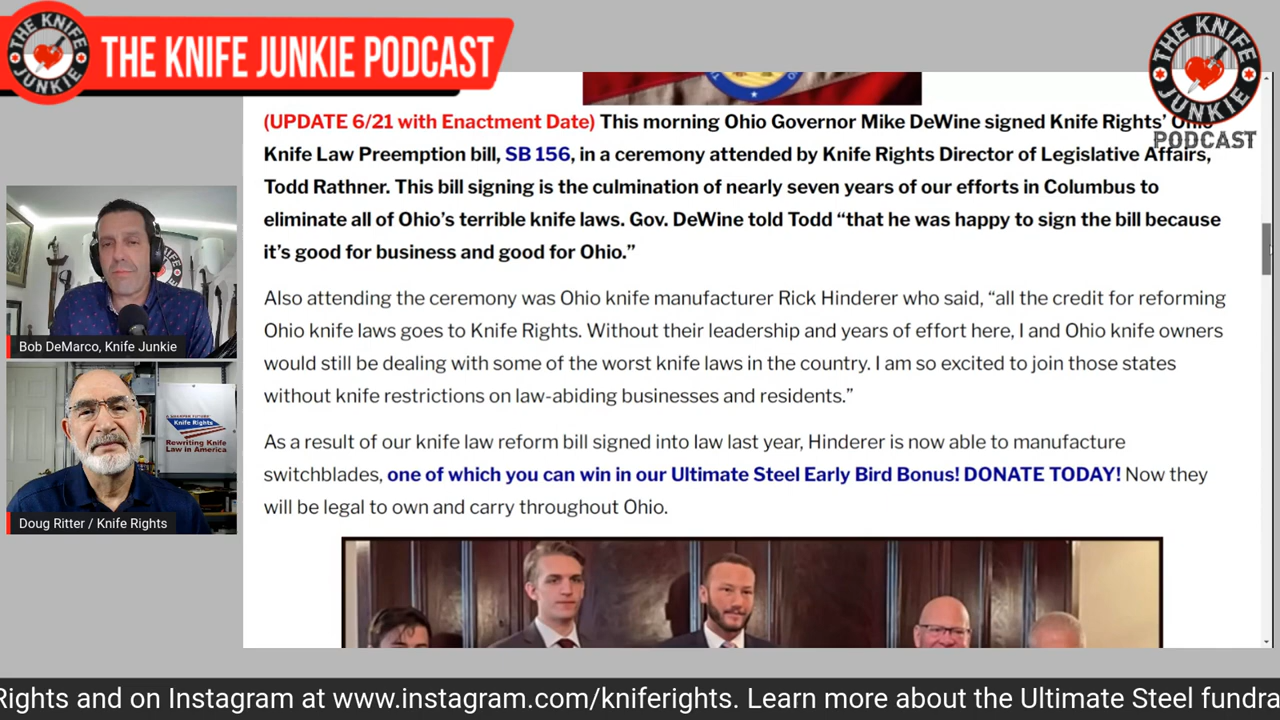 THE KNIFE JUNKIE
THE KNIFE JUNKIE PODCAST
THE KNIFE JUNKIE
PODCAST
(UPDATE 6/21 with Enactment Date) This morning Ohio Governor Mike DeWine signed Knife Rights’ Ohio
Knife Law Preemption bill, SB 156, in a ceremony attended by Knife Rights Director of Legislative Affairs,
Todd Rathner. This bill signing is the culmination of nearly seven years of our efforts in Columbus to
eliminate all of Ohio’s terrible knife laws. Gov. DeWine told Todd “that he was happy to sign the bill because
it’s good for business and good for Ohio.”
Also attending the ceremony was Ohio knife manufacturer Rick Hinderer who said, “all the credit for reforming
Ohio knife laws goes to Knife Rights. Without their leadership and years of effort here, I and Ohio knife owners
would still be dealing with some of the worst knife laws in the country. I am so excited to join those states
without knife restrictions on law-abiding businesses and residents.”
As a result of our knife law reform bill signed into law last year, Hinderer is now able to manufacture
switchblades, one of which you can win in our Ultimate Steel Early Bird Bonus! DONATE TODAY! Now they
will be legal to own and carry throughout Ohio.
Bob DeMarco, Knife Junkie
A SHARPER FUTURE
Knife Rights
Rewriting Knife
Law in America
Doug Ritter / Knife Rights
Rights and on Instagram at www.instagram.com/kniferights. Learn more about the Ultimate Steel fundra